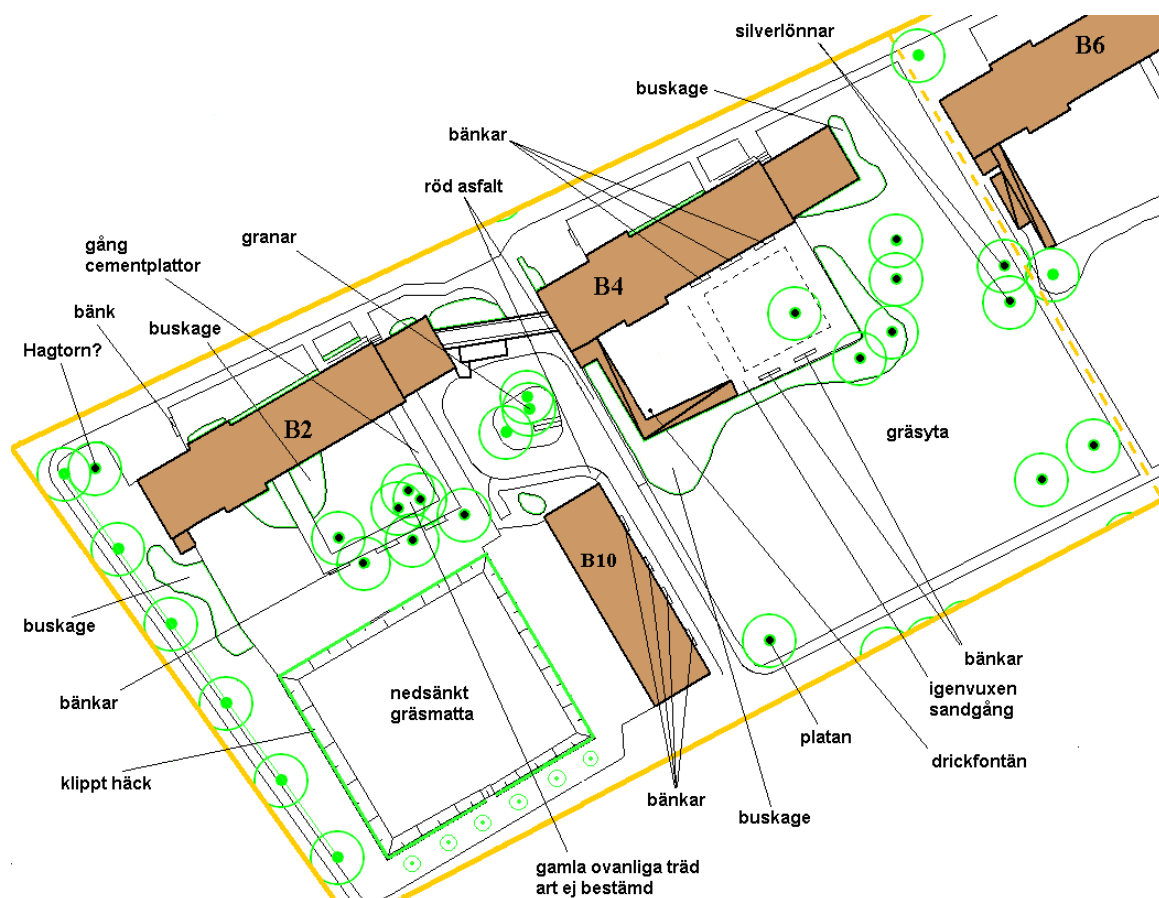 silverlönnar
B6
buskage
bänkar
röd asfalt
gång
cementplattor
granar
bänk
buskage
B4
Hagtorn?
B2
gräsyta
B10
buskage
bänkar
nedsänkt
gräsmatta
bänkar
igenvuxen
sandgång
platan
drickfontän
klippt häck
bänkar
buskage
gamla ovanliga träd
art ej bestämd